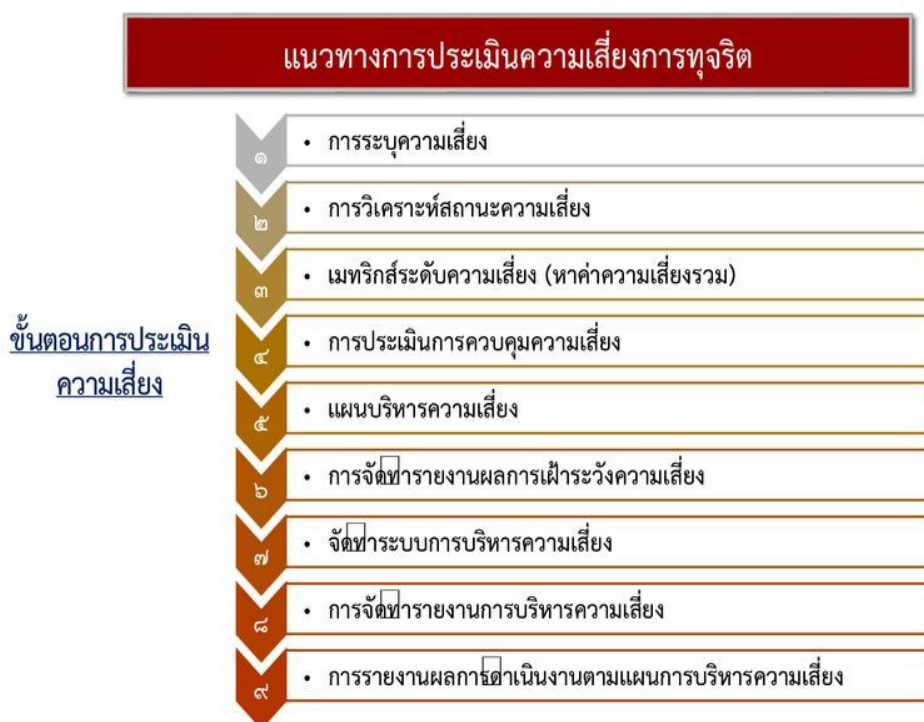 แนวทางการประเมินความเสี่ยงการทุจริต
๑
• การระบุความเสี่ยง
๒
• การวิเคราะห์สถานะความเสี่ยง
๓
• เมทริกส์ระดับความเสี่ยง (หาค่าความเสี่ยงรวม)
ขั้นตอนการประเมิน
ความเสี่ยง
๔
• การประเมินการควบคุมความเสี่ยง
๕
• แผนบริหารความเสี่ยง
๖
• การจัดทารายงานผลการเฝ้าระวังความเสี่ยง
๗
• จัดทาระบบการบริหารความเสี่ยง
๘
• การจัดทารายงานการบริหารความเสี่ยง
๙
• การรายงานผลการดาเนินงานตามแผนการบริหารความเสี่ยง